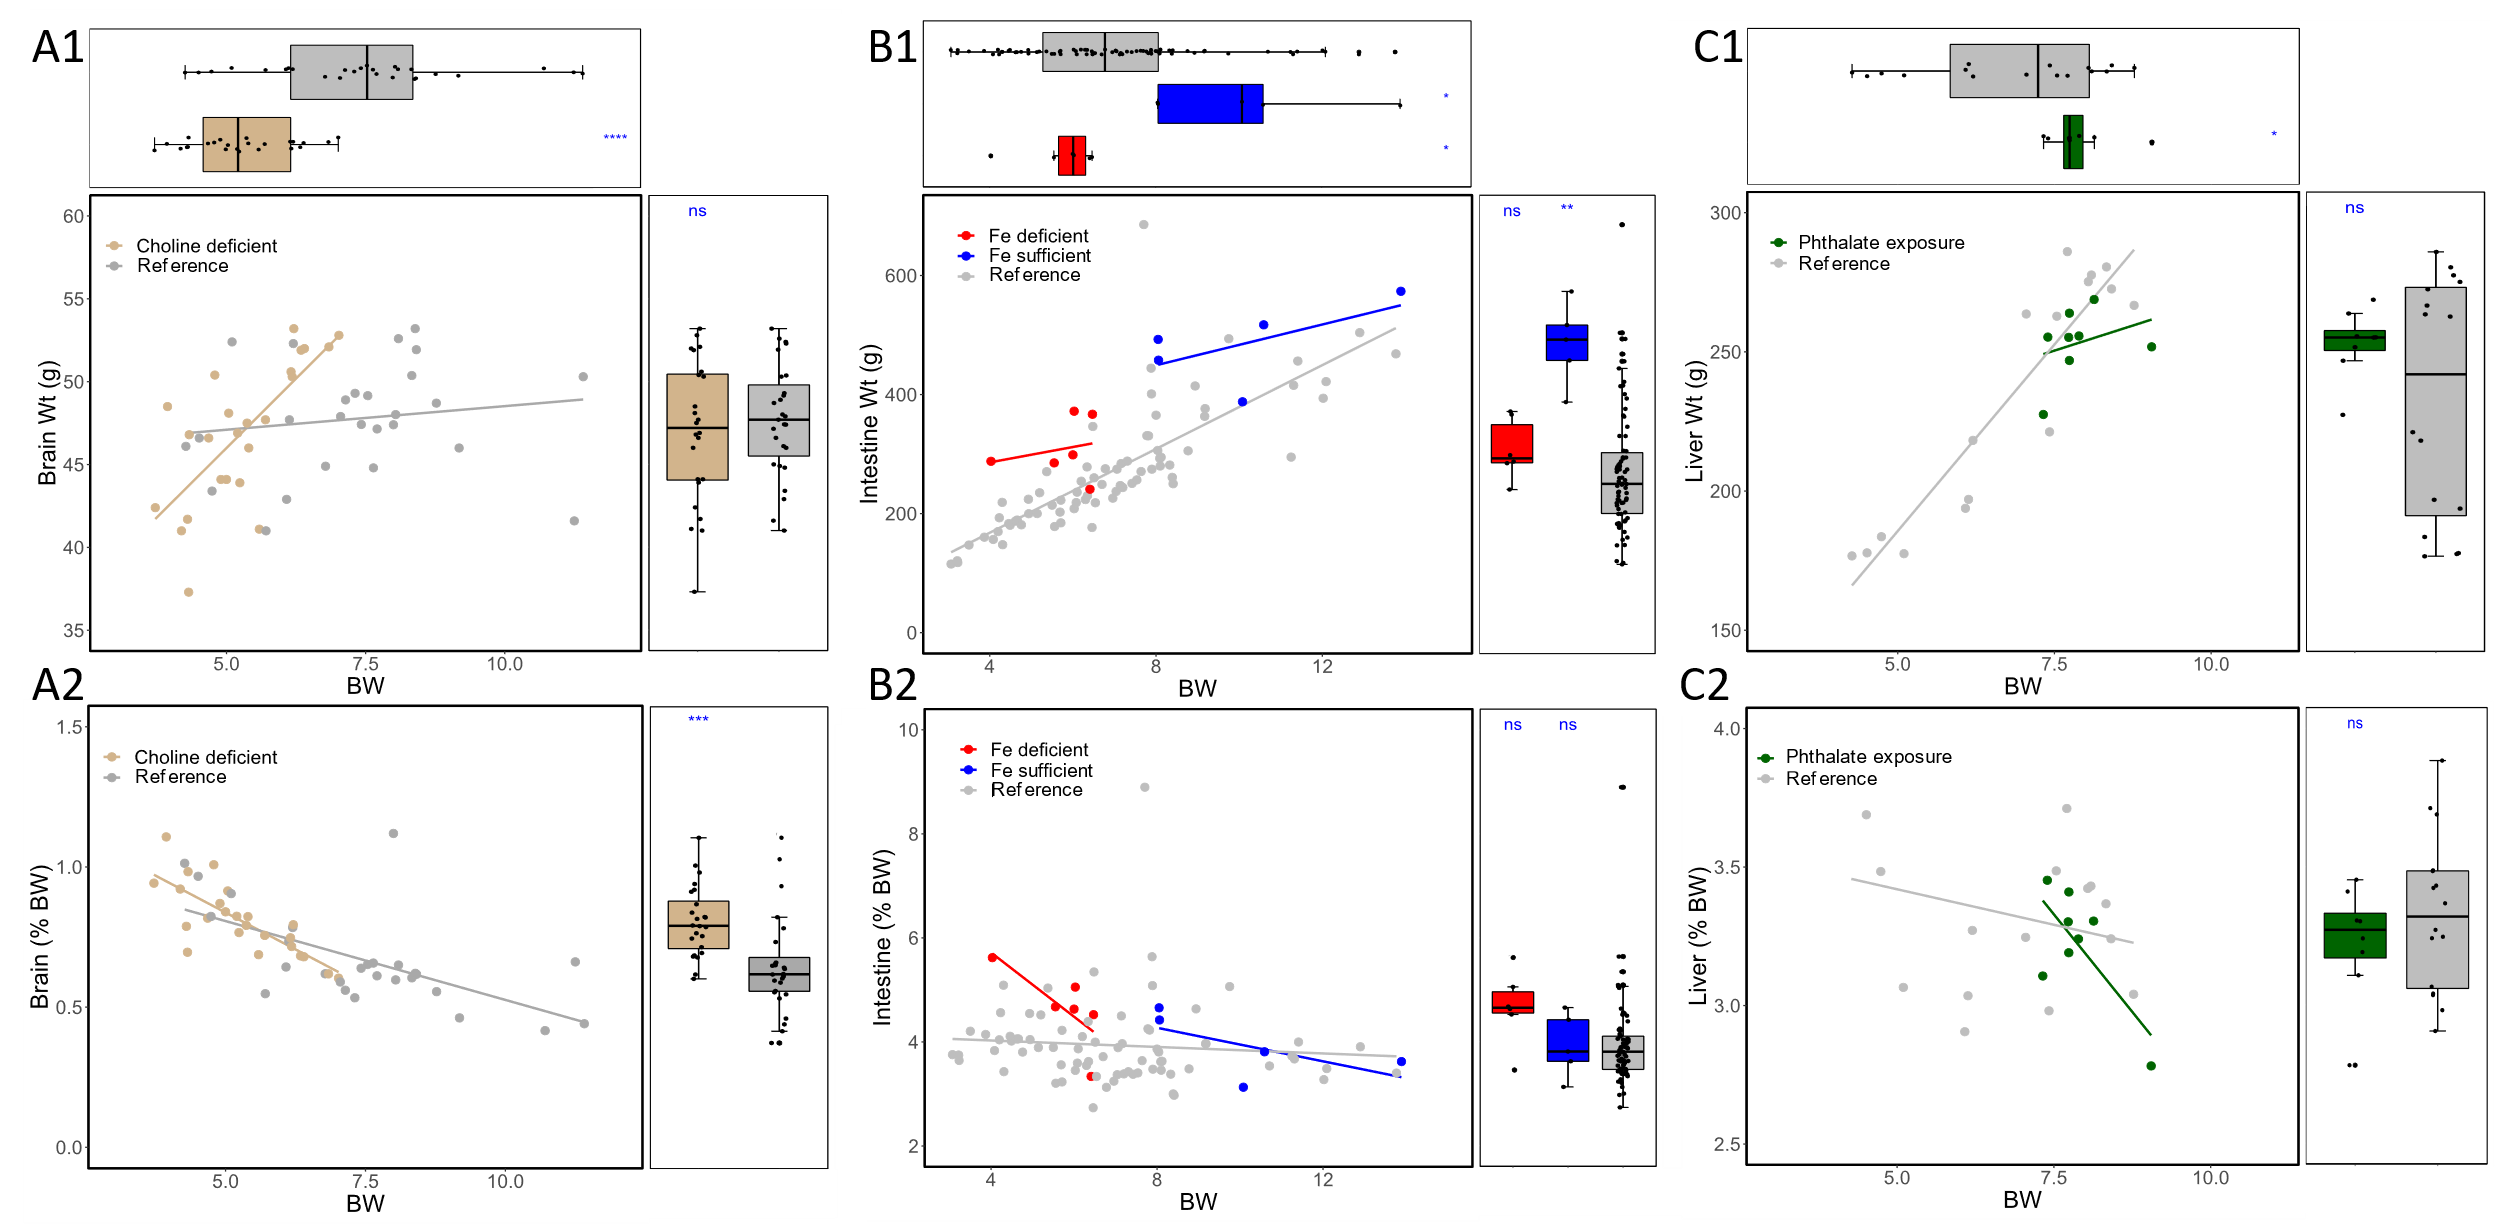 A1
****
ns
60
55
50
45
40
35
Brain Wt (g)
Choline deficient
Reference
5.0 7.5 10.0
BW
B1
*
*
ns **
600
400
200
0
Intestine Wt (g)
Fe deficient
Fe sufficient
Reference
4 8 12
BW
C1
*
ns
300
250
200
150
Liver Wt (g)
Phthalate exposure
Reference
5.0 7.5 10.0
BW
A2
***
1.5
1.0
0.5
0.0
Brain (% BW)
Choline deficient
Reference
5.0 7.5 10.0
BW
B2
ns ns
10
8
6
4
2
Intestine (% BW)
Fe deficient
Fe sufficient
Reference
4 8 12
BW
C2
ns
4.0
3.5
3.0
2.5
Liver (% BW)
Phthalate exposure
Reference
5.0 7.5 10.0
BW